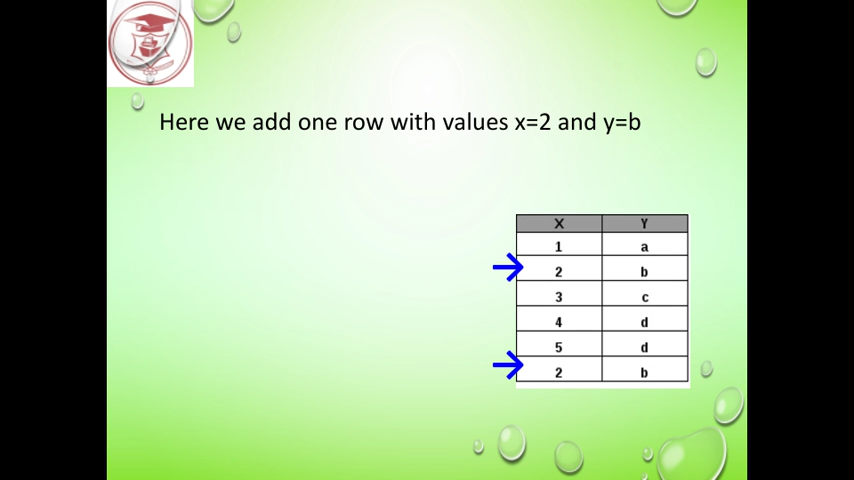 Here we add one row with values x=2 and y=b
X Y
1 a
2 b
3 c
4 d
5 d
2 b